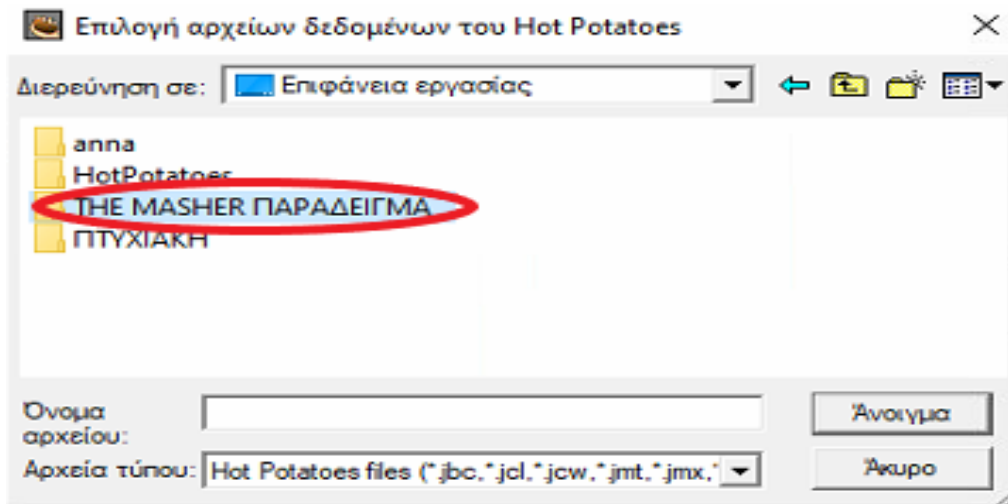 Επιλογή αρχείων δεδομένων του Hot Potatoes
Διερεύνηση σε: Επιφάνεια εργασίας
anna
HotPotatoes
THE MASHER ΠΑΡΑΔΕΙΓΜΑ
ΠΤΥΧΙΑΚΗ
Όνομα
αρχείου:
Άνοιγμα
Αρχεία τύπου: Hot Potatoes files (*.jbc,*.jcl,*.jcw,*.jmt,*.jmx,*
Άκυρο